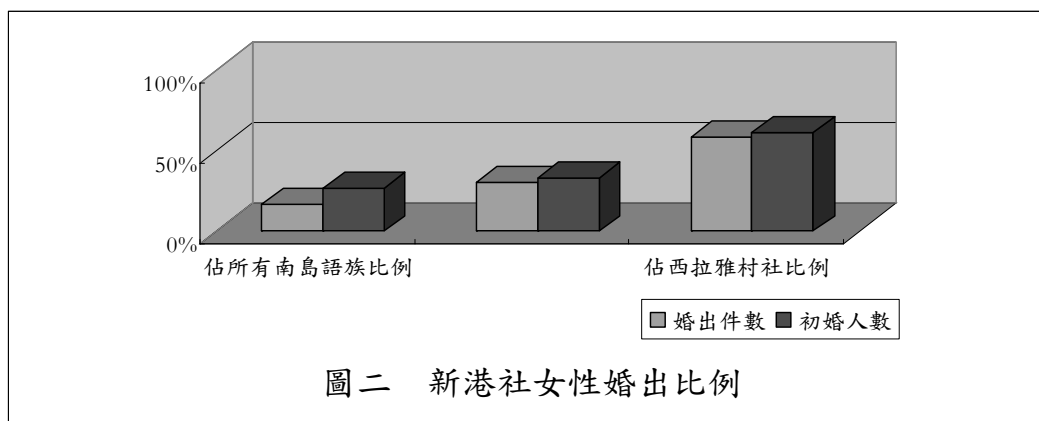 100%
50%
0%
佔所有南島語族比例
佔西拉雅村社比例
婚出件數 初婚人數
圖二 新港社女性婚出比例